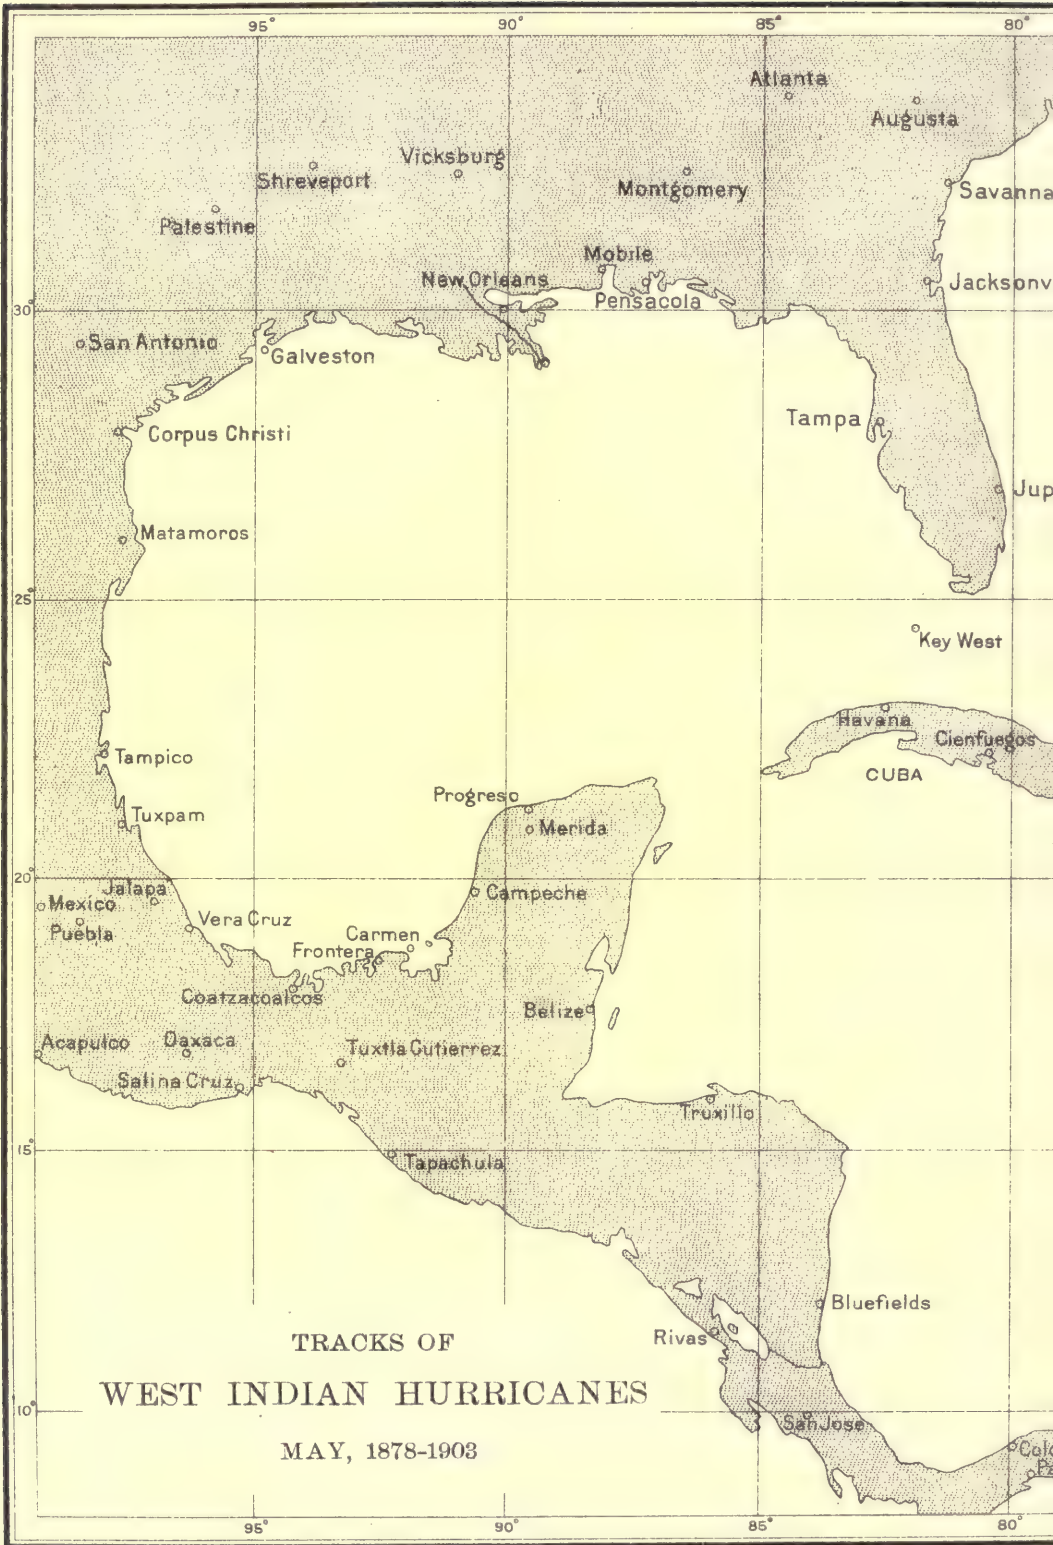 95° 90° 85° 80°
Atlanta
Augusta
Vicksburg
Shreveport
Montgomery
Savanna
Palestine
Mobile
New Orleans
Jacksonv
Pensacola
30°
San Antonio
Galveston
Tampa
Corpus Christi
Jup
Matamoros
25°
Key West
Havana
Cienfuegos
Tampico
CUBA
Progreso
Tuxpam
Merida
20°
Jalapa
Campeche
Mexico
Vera Cruz
Puebla
Carmen
Frontera
Coatzacoalcos
Belize
Acapulco
Oaxaca
Tuxtla Gutierrez
Salina Cruz
Truxillo
15°
Tapachula
Bluefields
Rivas
TRACKS OF
WEST INDIAN HURRICANES
MAY, 1878-1903
10°
San Jose
Colo
Pa
95° 90° 85° 80°